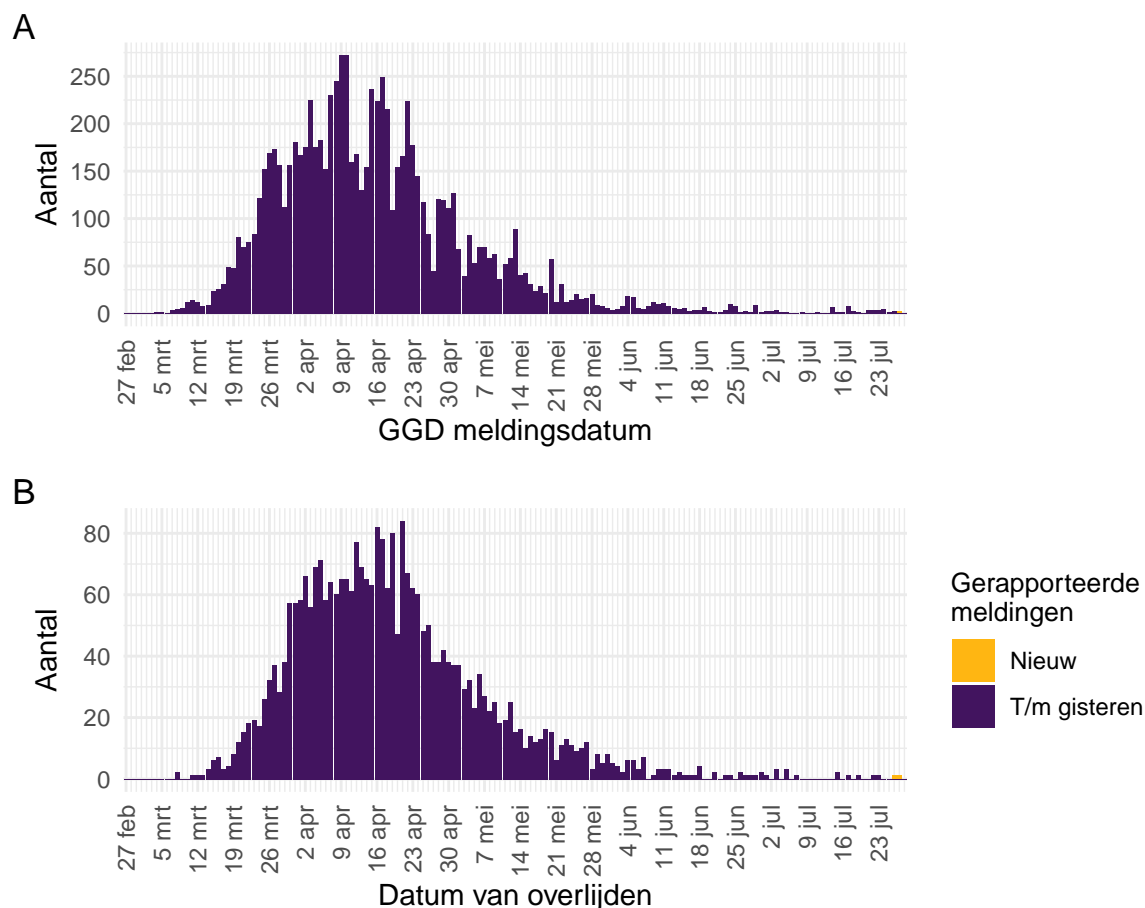 A
250
200
150
100
50
0
Aantal
27 feb
5 mrt
12 mrt
19 mrt
26 mrt
2 apr
9 apr
16 apr
23 apr
30 apr
7 mei
14 mei
21 mei
28 mei
4 jun
11 jun
18 jun
25 jun
2 jul
9 jul
16 jul
23 jul
GGD meldingsdatum
B
80
60
40
20
0
Aantal
27 feb
5 mrt
12 mrt
19 mrt
26 mrt
2 apr
9 apr
16 apr
23 apr
30 apr
7 mei
14 mei
21 mei
28 mei
4 jun
11 jun
18 jun
25 jun
2 jul
9 jul
16 jul
23 jul
Datum van overlijden
Gerapporteerde
meldingen
Nieuw
T/m gisteren